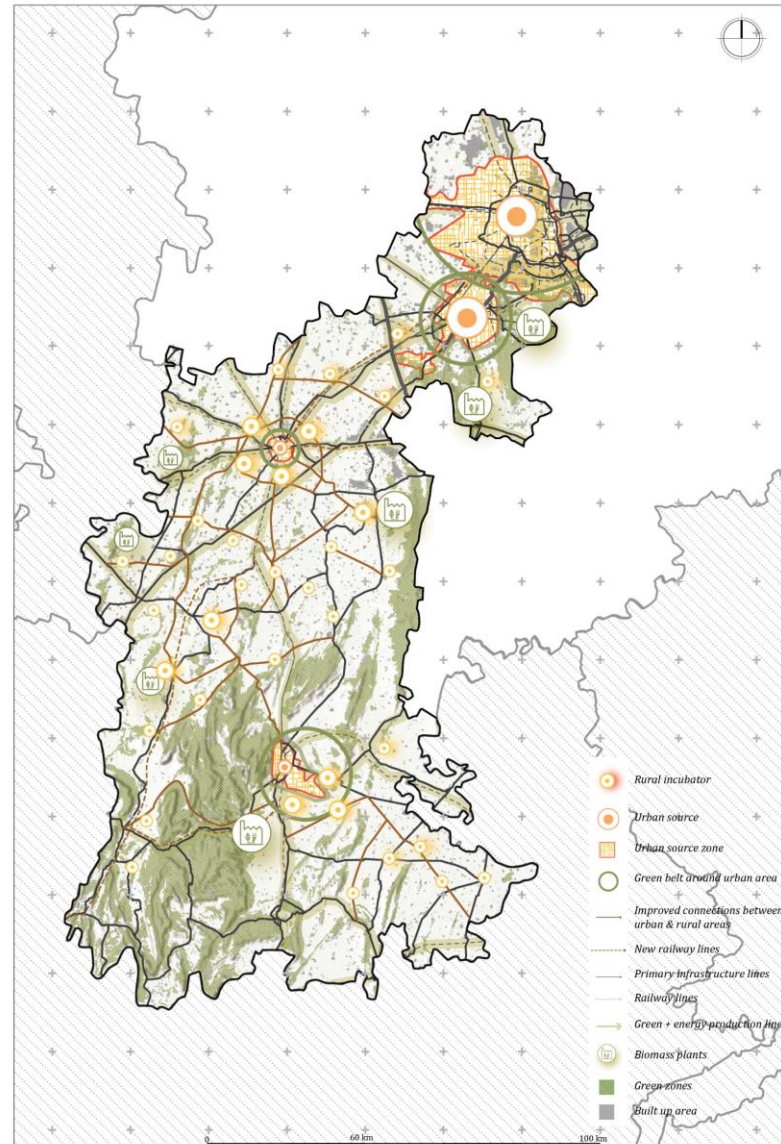 Rural incubator
Urban source
Urban source zone
Green belt around urban area
Improved connections between
urban & rural areas
New railway lines
Primary infrastructure lines
Railway lines
Green + energy production line
Biomass plants
Green zones
Built up area
0 60 km 100 km